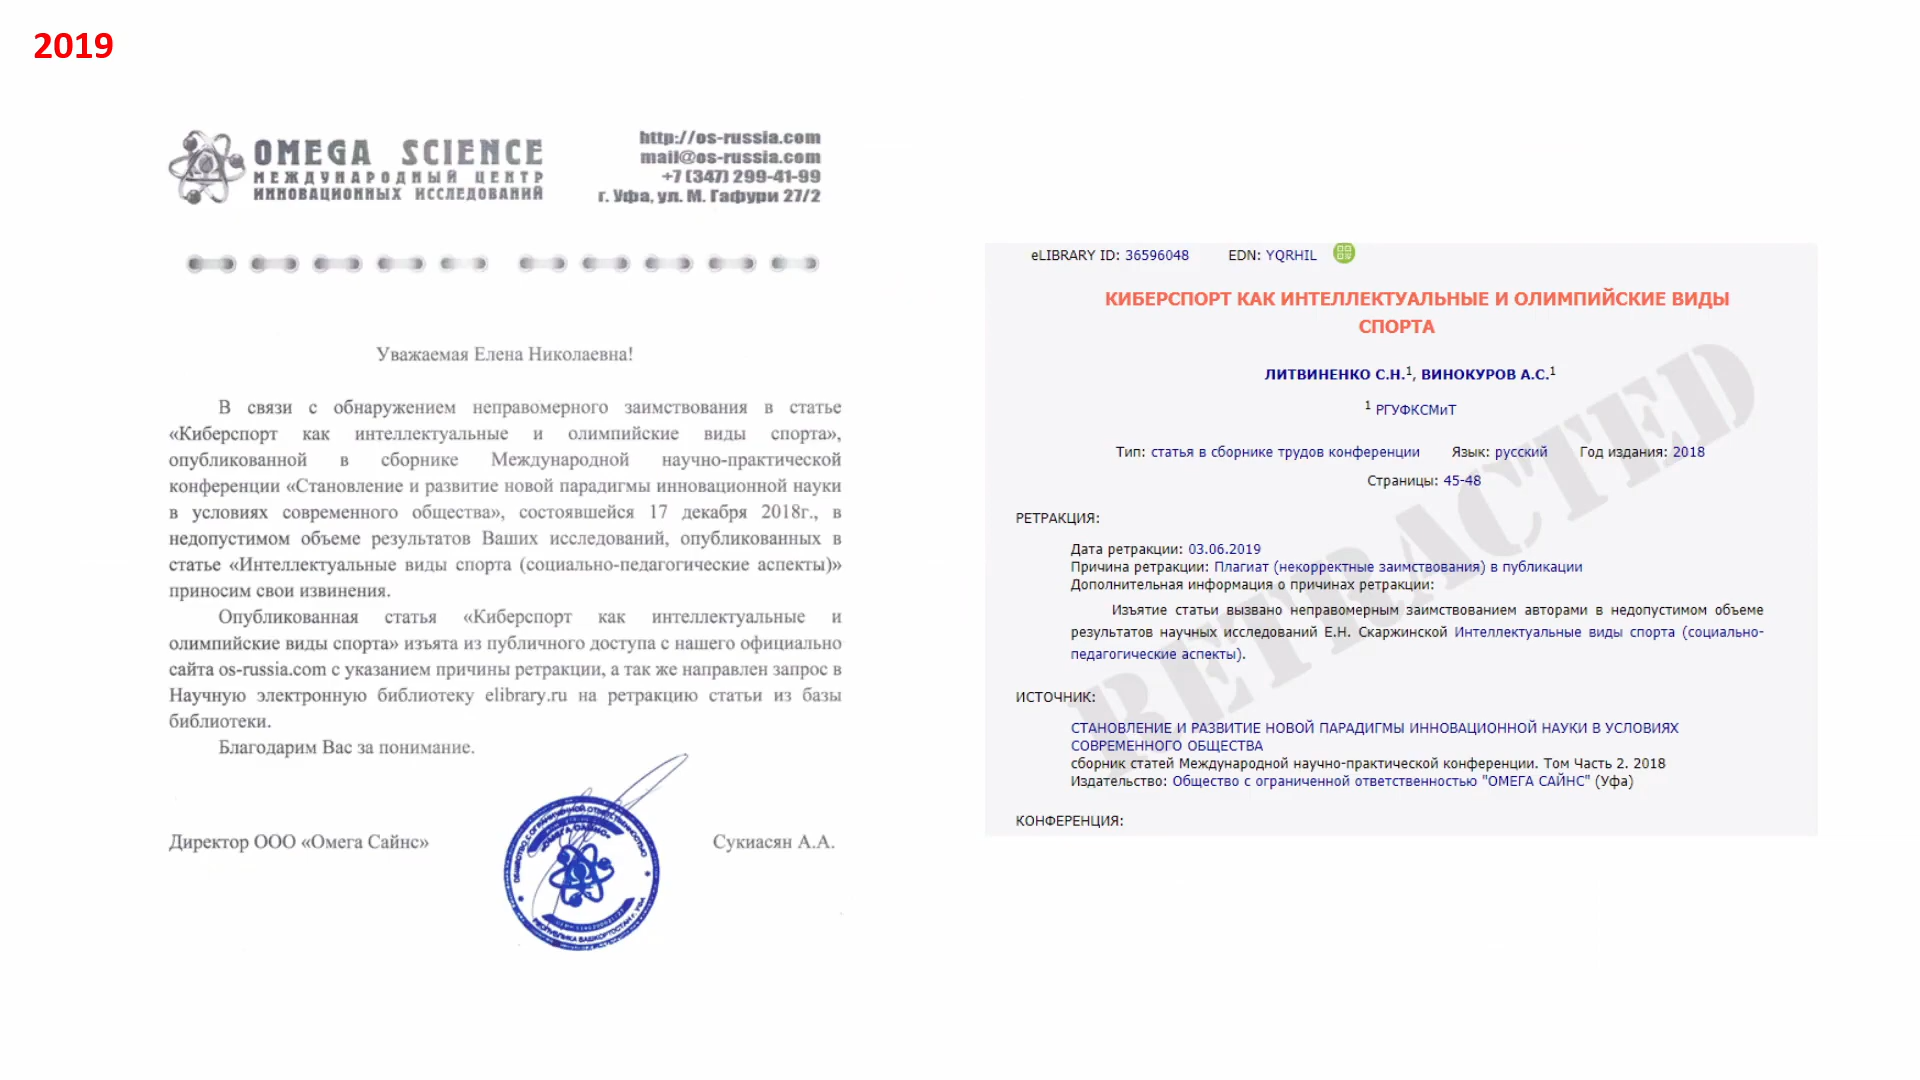 2019
OMEGA SCIENCE
МЕЖДУНАРОДНЫЙ ЦЕНТР
ИННОВАЦИОННЫХ ИССЛЕДОВАНИЙ
http://os-russia.com
mail@os-russia.com
+7 (347) 299-41-99
г. Уфа, ул. М. Гафури 27/2
Уважаемая Елена Николаевна!
В связи с обнаружением неправомерного заимствования в статье
«Киберспорт как интеллектуальные и олимпийские виды спорта»,
опубликованной в сборнике Международной научно-практической
конференции «Становление и развитие новой парадигмы инновационной науки
в условиях современного общества», состоявшейся 17 декабря 2018г., в
недопустимом объеме результатов Ваших исследований, опубликованных в
статье «Интеллектуальные виды спорта (социально-педагогические аспекты)»
приносим свои извинения.
Опубликованная статья «Киберспорт как интеллектуальные и
олимпийские виды спорта» изъята из публичного доступа с нашего официально
сайта os-russia.com с указанием причины ретракции, а так же направлен запрос в
Научную электронную библиотеку elibrary.ru на ретракцию статьи из базы
библиотеки.
Благодарим Вас за понимание.
Директор ООО «Омега Сайнс»
ОБЩЕСТВО С ОГРАНИЧЕННОЙ ОТВЕТСТВЕННОСТЬЮ
«ОМЕГА САЙНС»
РЕСПУБЛИКА БАШКОРТОСТАН г. УФА
Сукиасян А.А.
eLIBRARY ID: 36596048 EDN: YQRHIL
КИБЕРСПОРТ КАК ИНТЕЛЛЕКТУАЛЬНЫЕ И ОЛИМПИЙСКИЕ ВИДЫ
СПОРТА
ЛИТВИНЕНКО С.Н.1, ВИНОКУРОВ А.С.1
1 РГУФКСМиТ
Тип: статья в сборнике трудов конференции Язык: русский Год издания: 2018
Страницы: 45-48
РЕТРАКЦИЯ:
Дата ретракции: 03.06.2019
Причина ретракции: Плагиат (некорректные заимствования) в публикации
Дополнительная информация о причинах ретракции:
Изъятие статьи вызвано неправомерным заимствованием авторами в недопустимом объеме
результатов научных исследований Е.Н. Скаржинской Интеллектуальные виды спорта (социально-
педагогические аспекты).
ИСТОЧНИК:
СТАНОВЛЕНИЕ И РАЗВИТИЕ НОВОЙ ПАРАДИГМЫ ИННОВАЦИОННОЙ НАУКИ В УСЛОВИЯХ
СОВРЕМЕННОГО ОБЩЕСТВА
сборник статей Международной научно-практической конференции. Том Часть 2. 2018
Издательство: Общество с ограниченной ответственностью "ОМЕГА САЙНС" (Уфа)
КОНФЕРЕНЦИЯ:
RETRACTED